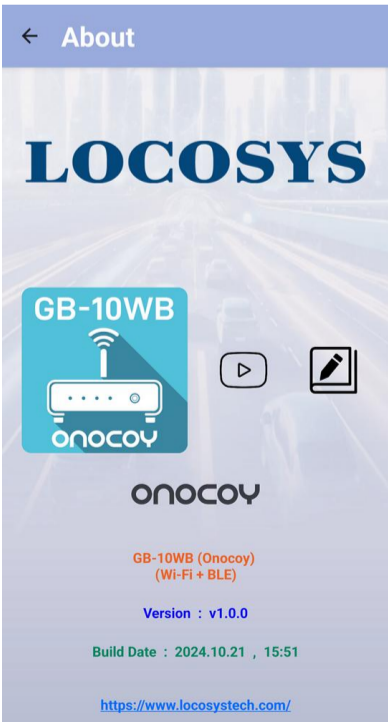 About
LOCOSYS
GB-10WB
onocoy
onocoy
GB-10WB (Onocoy)
(Wi-Fi + BLE)
Version : v1.0.0
Build Date : 2024.10.21 , 15:51
https://www.locosystech.com/